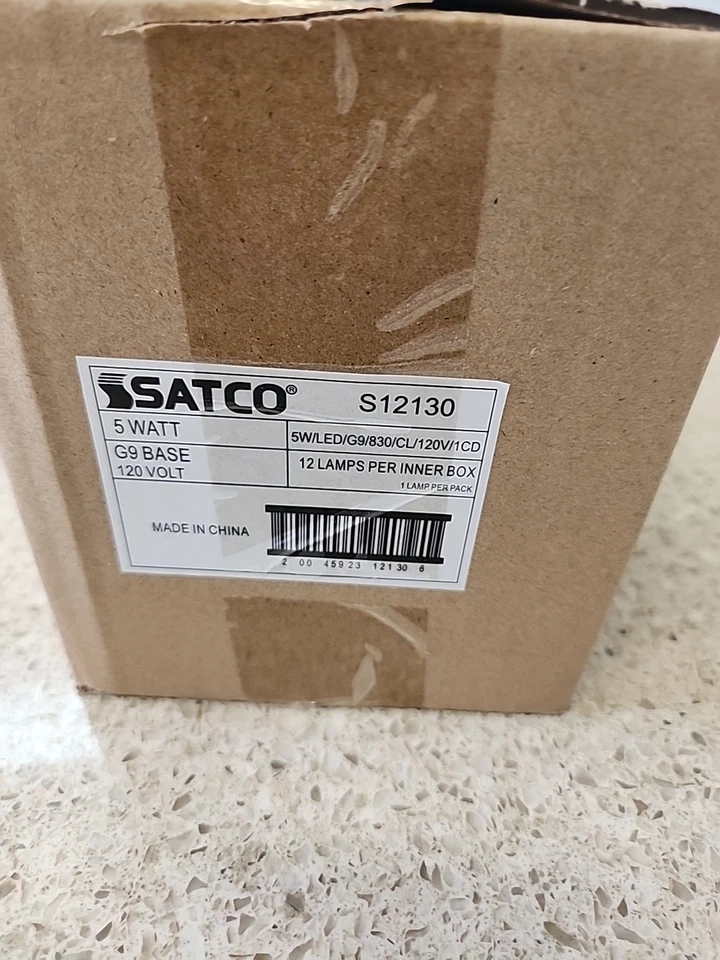 SATCO® S12130
5 WATT
5W/LED/G9/830/CL/120V/1CD
G9 BASE
120 VOLT
12 LAMPS PER INNER BOX
1 LAMP PER PACK
MADE IN CHINA
2 00 45923 12130 6